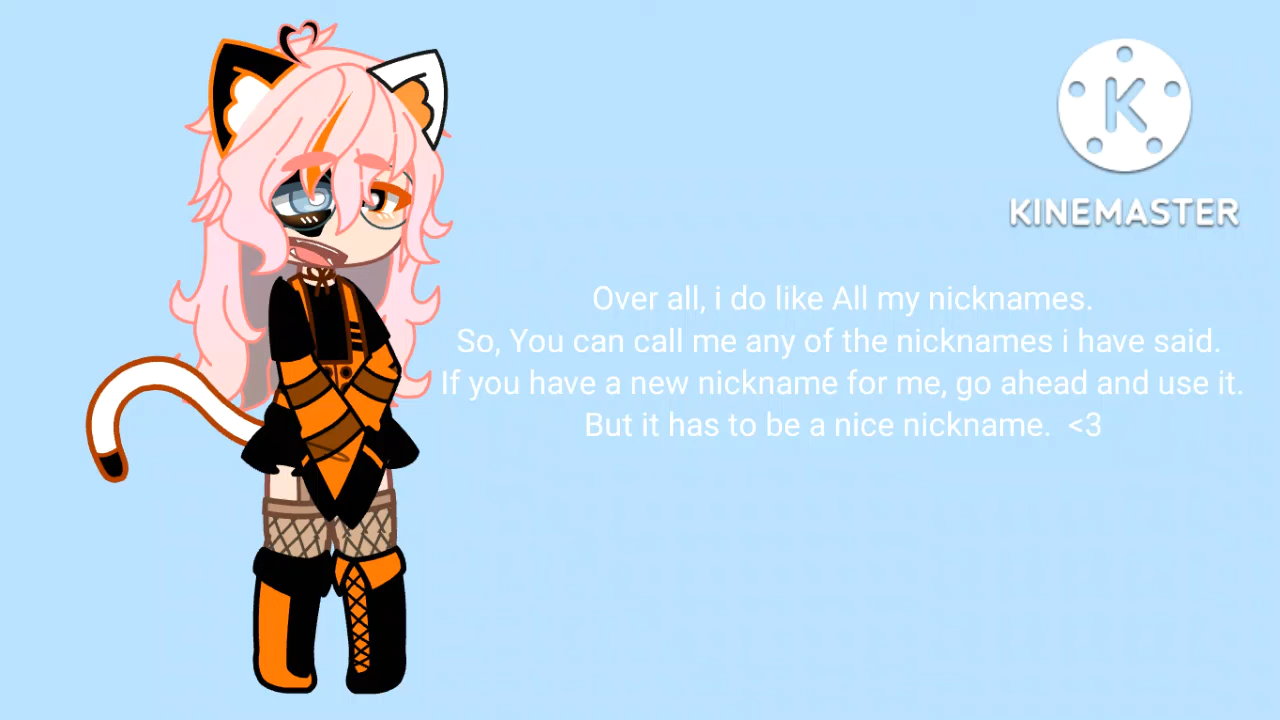 K
KINEMASTER
Over all, i do like All my nicknames.
So, You can call me any of the nicknames i have said.
If you have a new nickname for me, go ahead and use it.
But it has to be a nice nickname.  <3